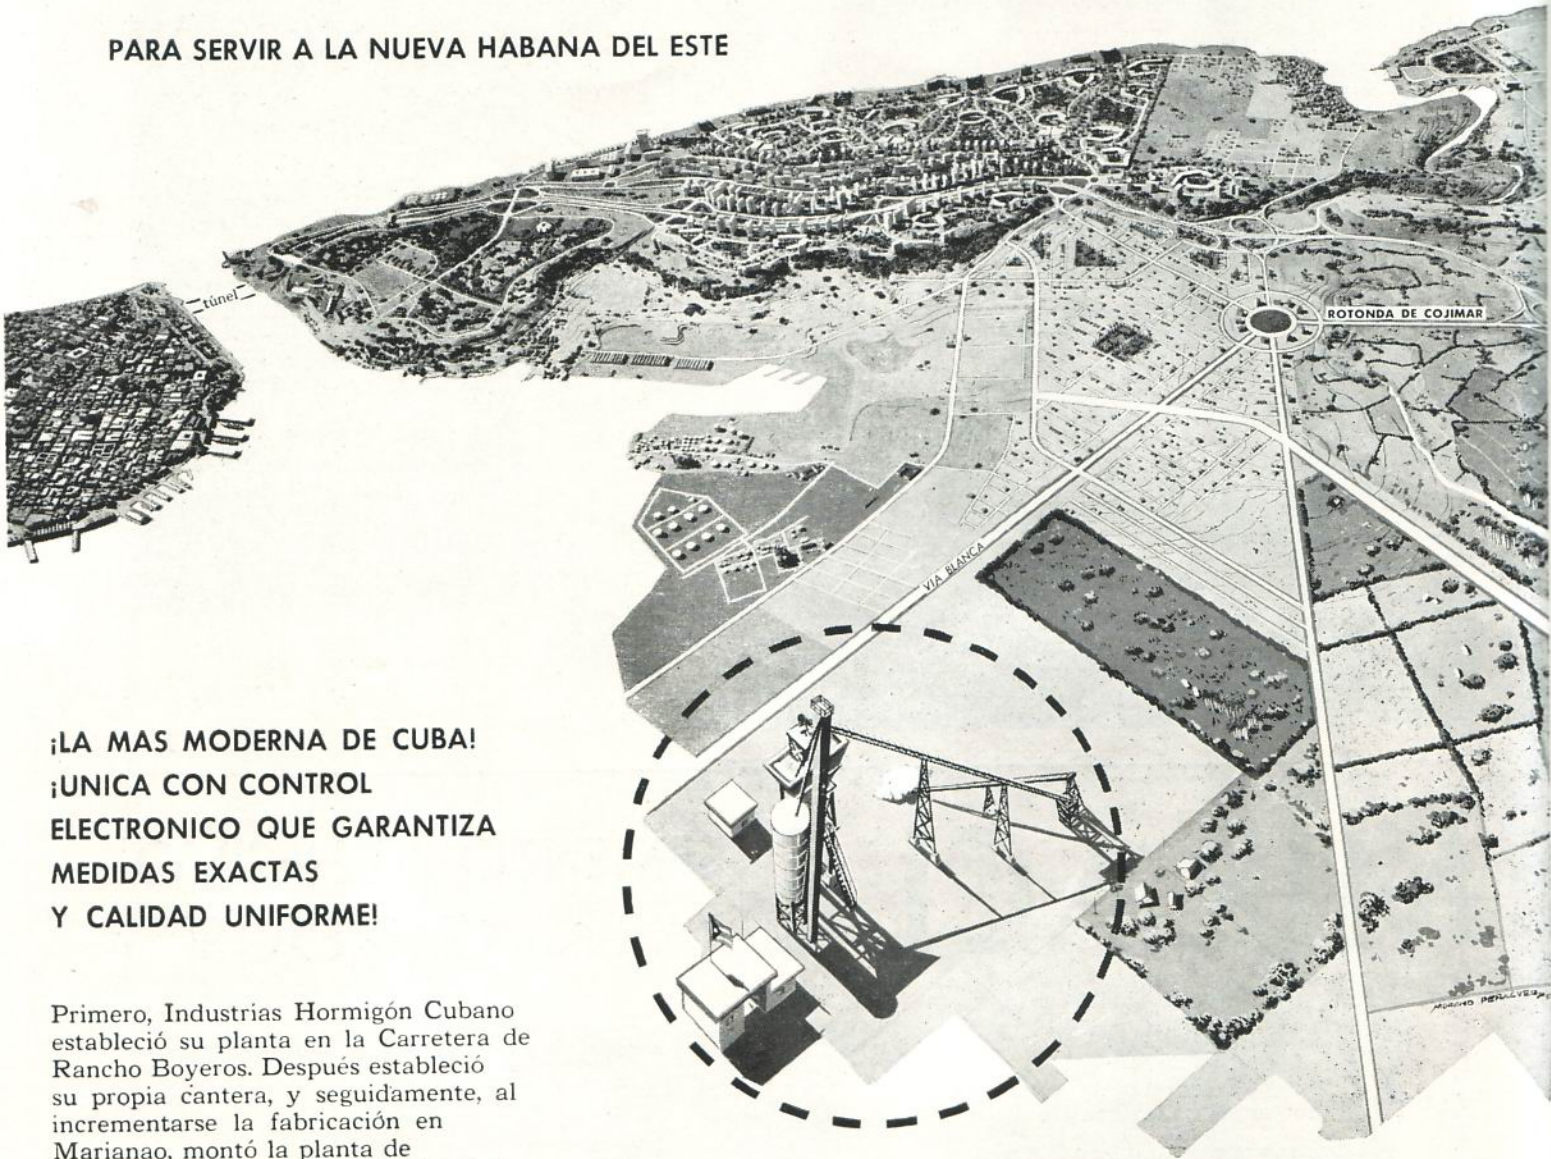 PARA SERVIR A LA NUEVA HABANA DEL ESTE
túnel
ROTONDA DE COJIMAR
VIA BLANCA
¡LA MAS MODERNA DE CUBA!
¡UNICA CON CONTROL
ELECTRONICO QUE GARANTIZA
MEDIDAS EXACTAS
Y CALIDAD UNIFORME!
Primero, Industrias Hormigón Cubano
estableció su planta en la Carretera de
Rancho Boyeros. Después estableció
su propia cantera, y seguidamente, al
incrementarse la fabricación en
Marianao, montó la planta de